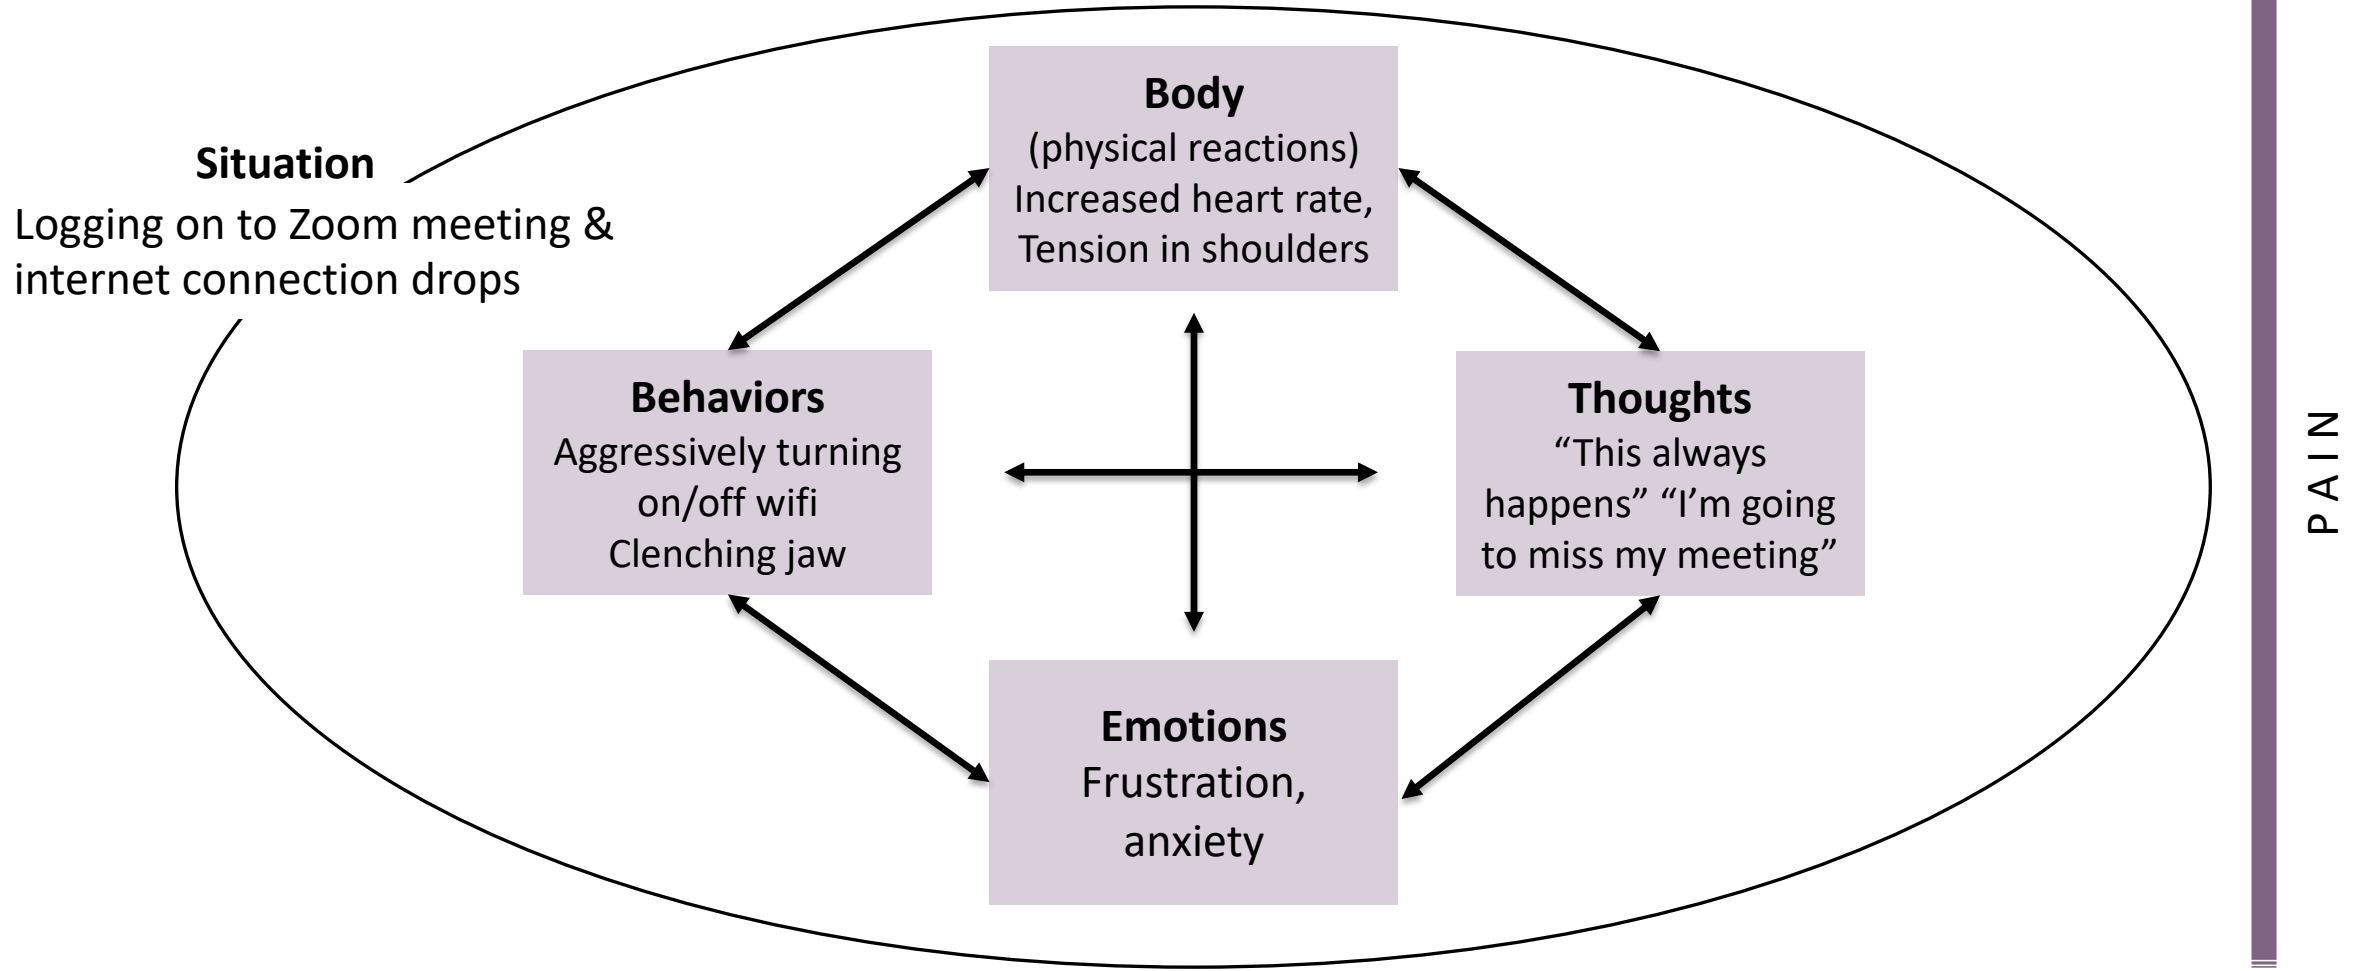 Situation
Logging on to Zoom meeting &
internet connection drops
Body
(physical reactions)
Increased heart rate,
Tension in shoulders
Behaviors
Aggressively turning
on/off wifi
Clenching jaw
Thoughts
“This always
happens” “I’m going
to miss my meeting”
Emotions
Frustration,
anxiety
PAIN